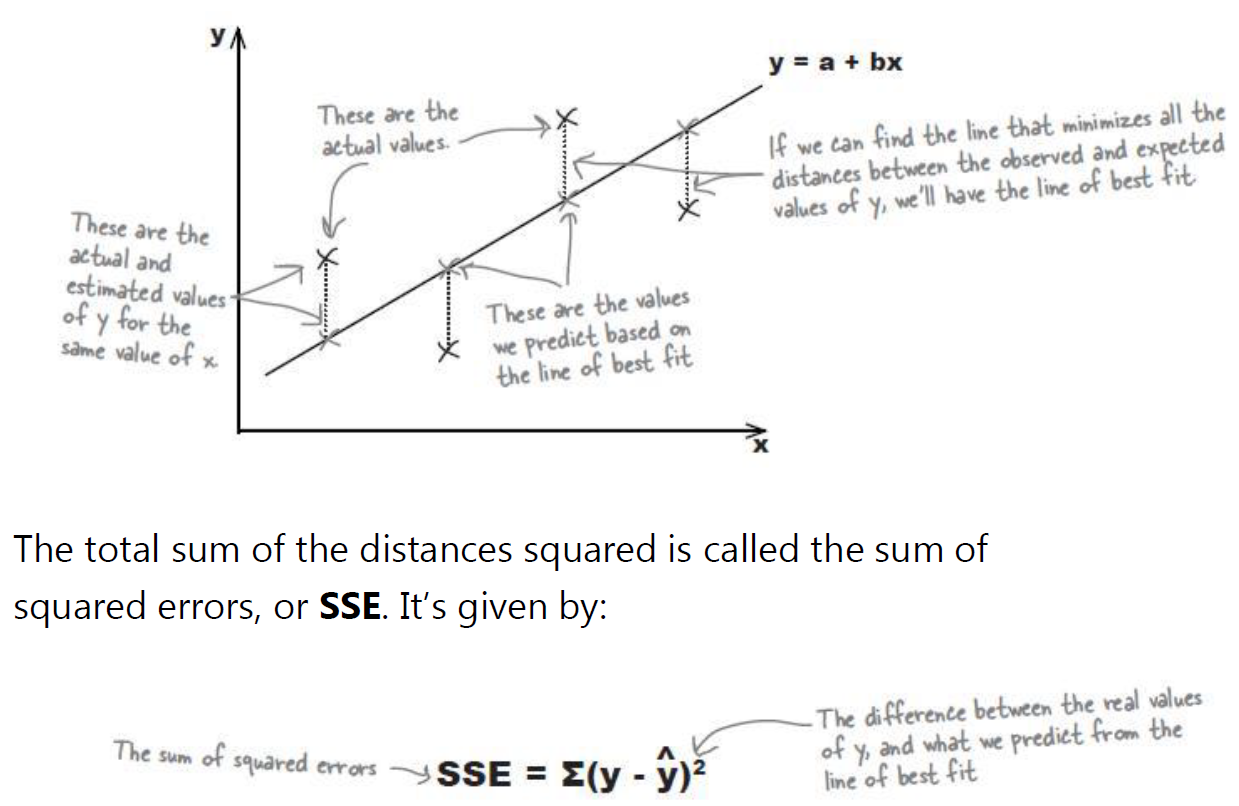 y
y = a + bx
These are the
actual values.
If we can find the line that minimizes all the
distances between the observed and expected
values of y, we'll have the line of best fit.
These are the
actual and
estimated values
of y for the
same value of x
These are the values
we predict based on
the line of best fit
x
The total sum of the distances squared is called the sum of
squared errors, or SSE. It’s given by:
The difference between the real values
of y, and what we predict from the
line of best fit
The sum of squared errors
SSE = Σ(y - ŷ)²